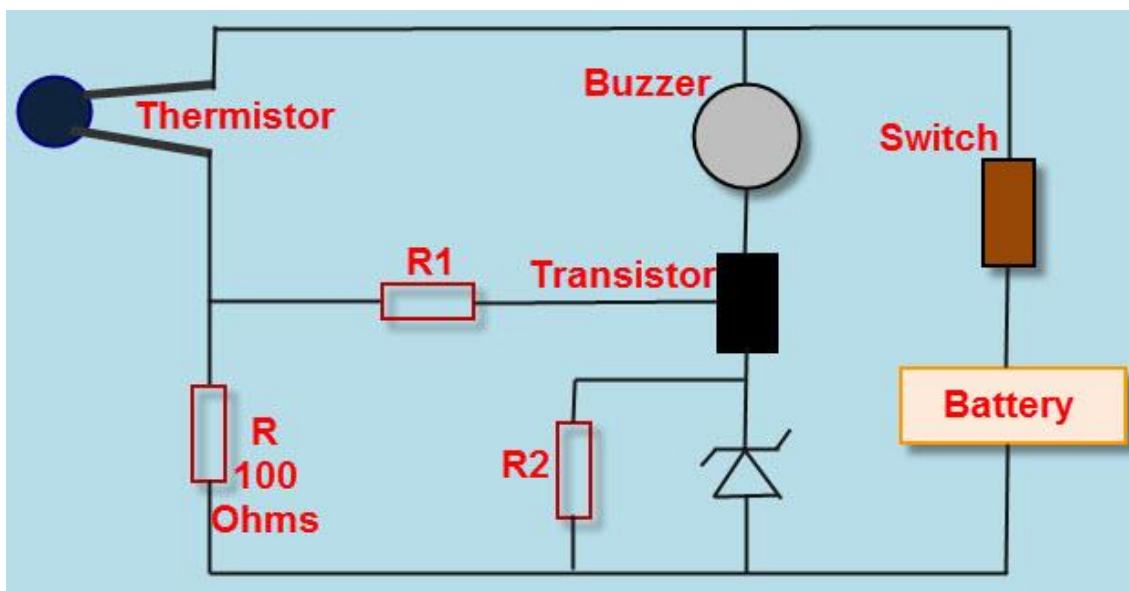 Buzzer
Thermistor
Switch
R1
Transistor
Battery
R
100
Ohms
R2